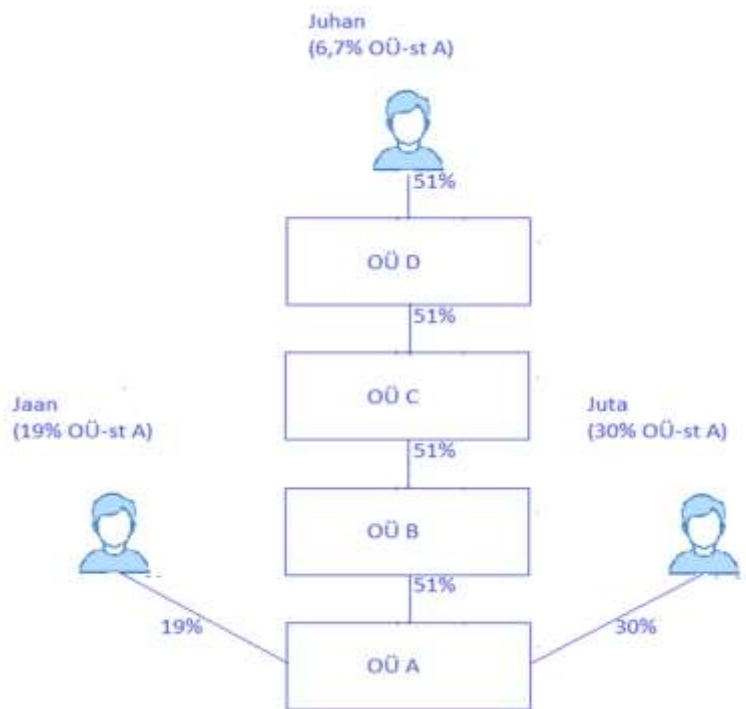 Juhan
(6,7% OÜ-st A)
51%
OÜ D
51%
OÜ C
Jaan
(19% OÜ-st A)
Juta
(30% OÜ-st A)
51%
OÜ B
51%
19%
30%
OÜ A